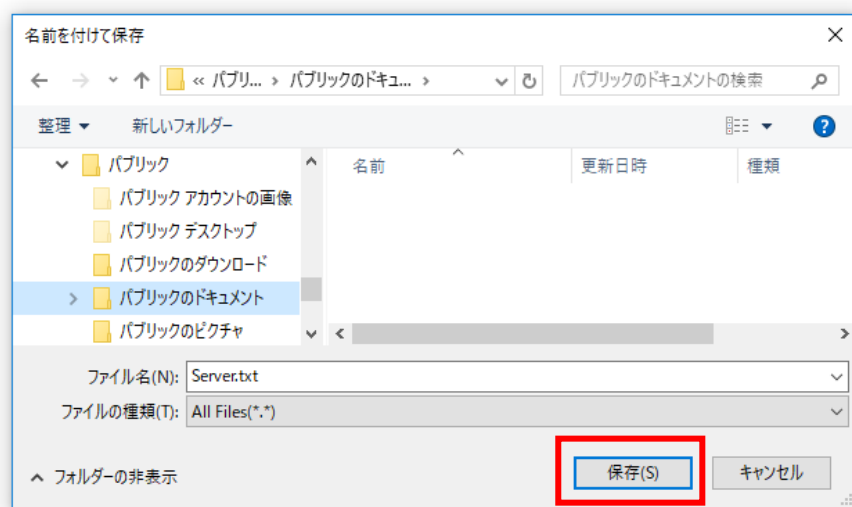 名前を付けて保存
« パブリ... › パブリックのドキュ... ›
パブリックのドキュメントの検索
整理
新しいフォルダー
パブリック
パブリック アカウントの画像
パブリック デスクトップ
パブリックのダウンロード
パブリックのドキュメント
パブリックのピクチャ
名前
更新日時
種類
ファイル名(N): Server.txt
ファイルの種類(T): All Files(*.*)
フォルダーの非表示
保存(S)
キャンセル